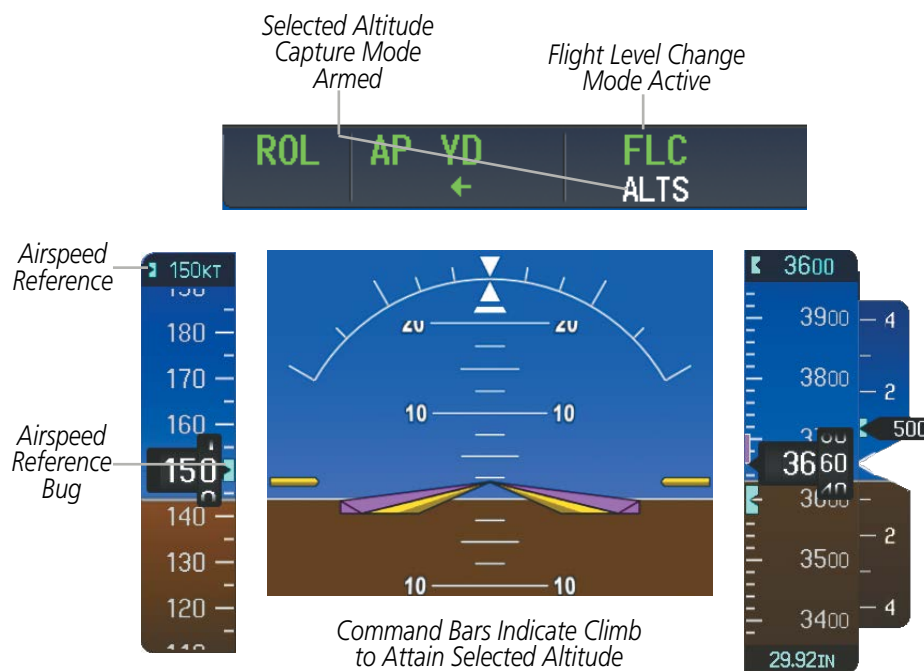 Selected Altitude
Capture Mode
Armed
Flight Level Change
Mode Active
ROL AP YD FLC
← ALTS
Airspeed
Reference
150KT
180
170
160
150
140
130
120
Airspeed
Reference
Bug
20 20
10 10
10 10
3600
3900
3800
3660
3500
3400
29.92IN
4
2
500
2
4
Command Bars Indicate Climb
to Attain Selected Altitude